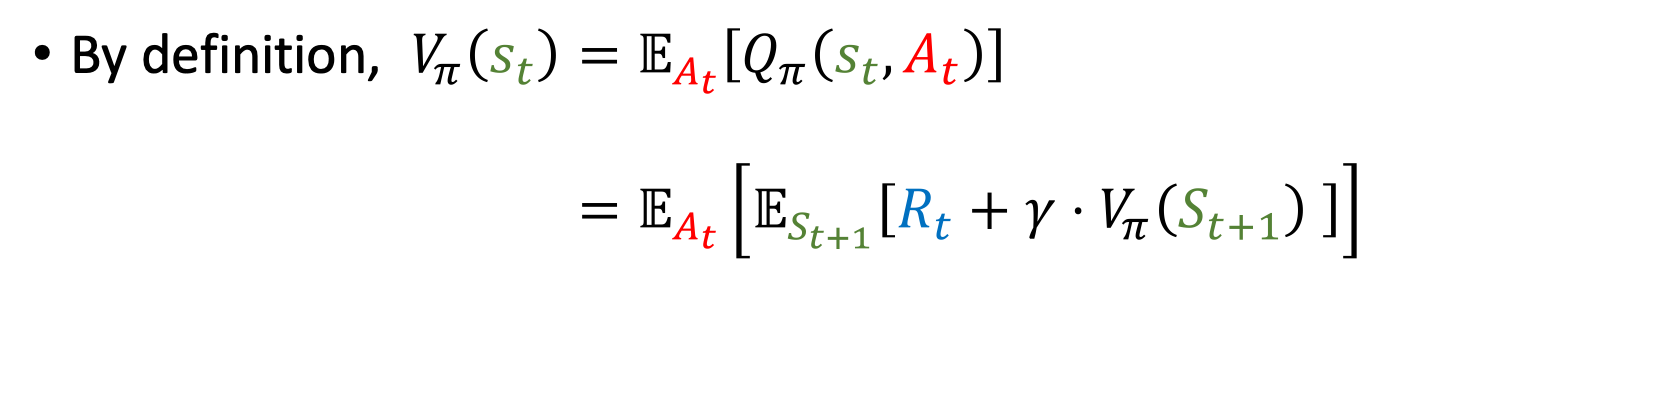 • By definition, V_π(s_t) = 𝔼_{A_t}[Q_π(s_t, A_t)]
= 𝔼_{A_t}[𝔼_{S_{t+1}}[R_t + γ · V_π(S_{t+1}) ]]